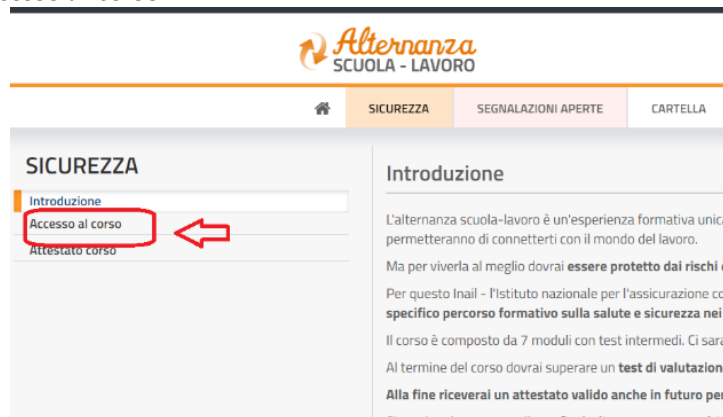 Alternanza
SCUOLA - LAVORO
SICUREZZA
SEGNALAZIONI APERTE
CARTELLA
SICUREZZA
Introduzione
Accesso al corso
Attestato corso
Introduzione
L'alternanza scuola-lavoro è un'esperienza formativa unica
permetteranno di connetterti con il mondo del lavoro.
Ma per viverla al meglio dovrai essere protetto dai rischi
Per questo Inail - l'Istituto nazionale per l'assicurazione
specifico percorso formativo sulla salute e sicurezza nei
Il corso è composto da 7 moduli con test intermedi. Ci sarà
Al termine del corso dovrai superare un test di valutazion
Alla fine riceverai un attestato valido anche in futuro per